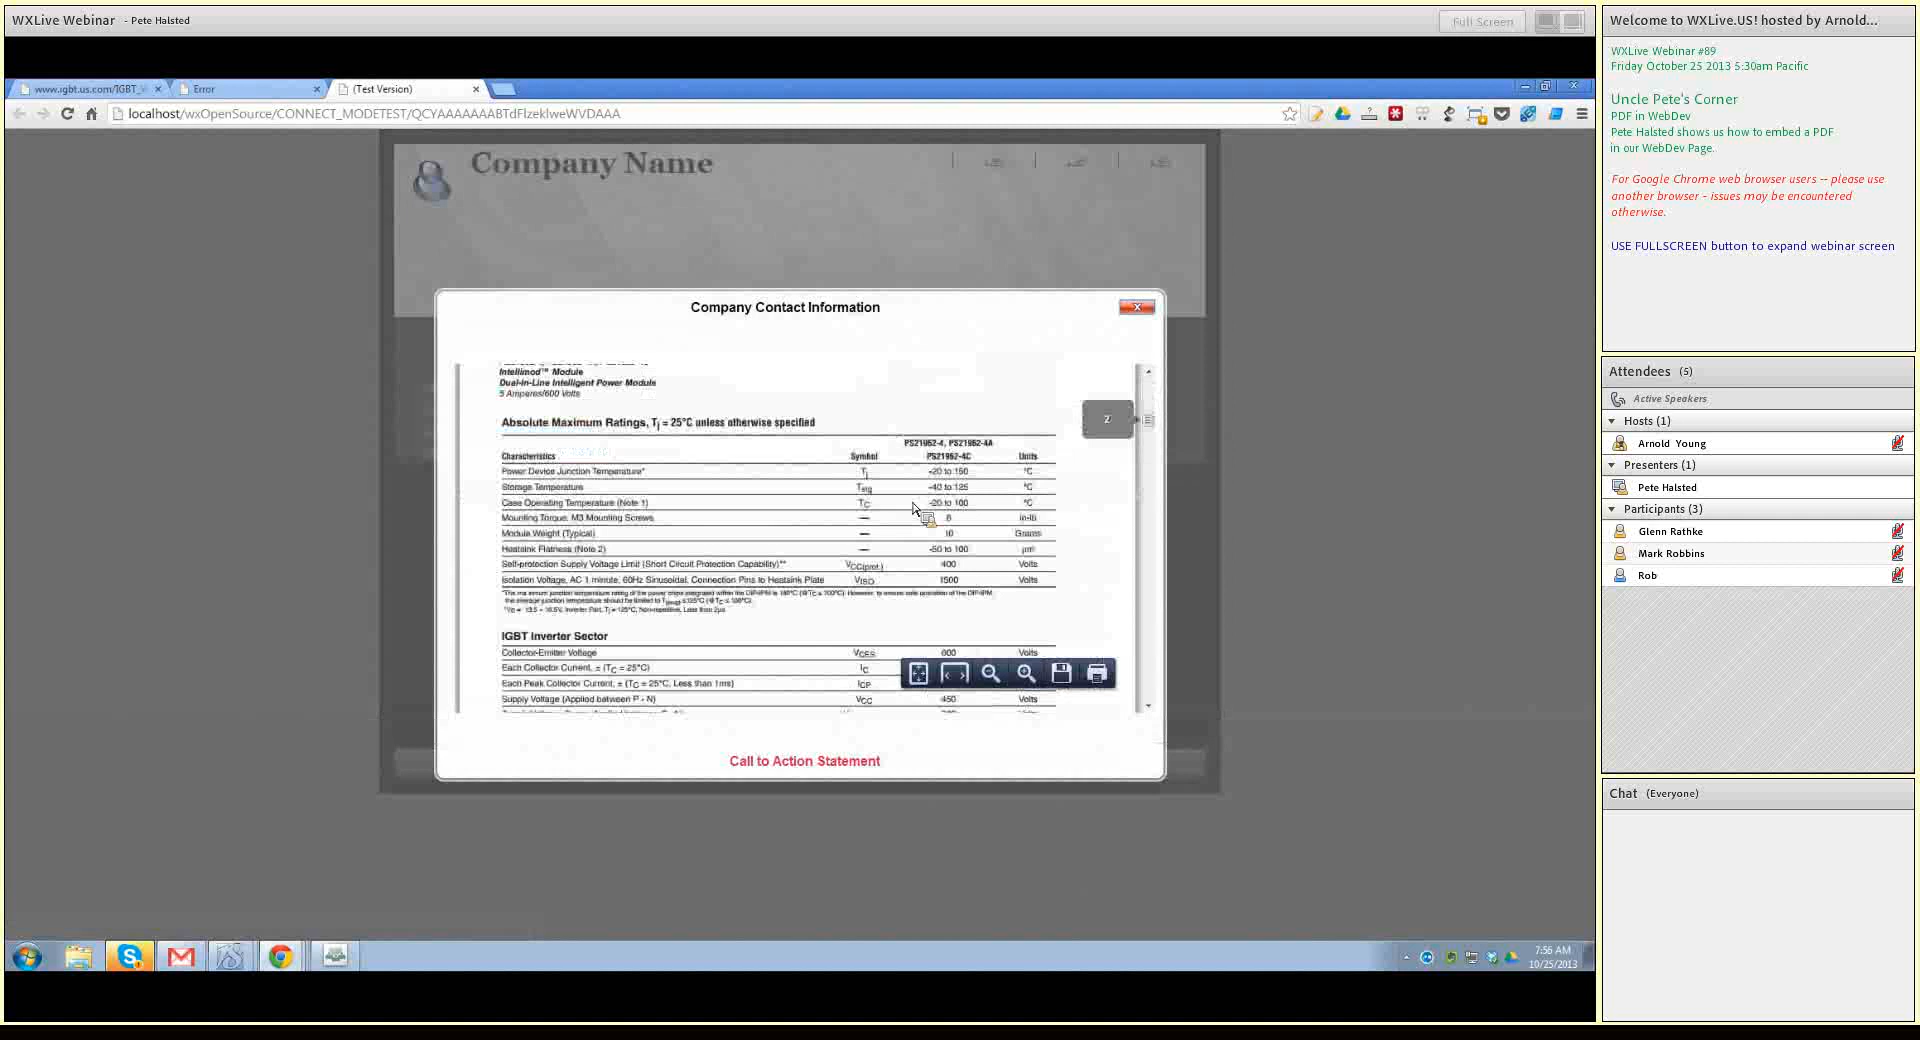 WXLive Webinar - Pete Halsted
Full Screen
www.igbt.us.com/IGBT_
Error
(Test Version)
localhost/wxOpenSource/CONNECT_MODETEST/QCYAAAAAAABTdFlzeklweWVDAAA
Company Name
Company Contact Information
X
Intellimod™ Module
Dual-In-Line Intelligent Power Module
5 Amperes/600 Volts
2
Absolute Maximum Ratings, Tj = 25°C unless otherwise specified
PS21962-4, PS21962-4A
Characteristics Symbol PS21962-4C Units
Power Device Junction Temperature* Tj -20 to 150 °C
Storage Temperature Tstg -40 to 125 °C
Case Operating Temperature (Note 1) TC -20 to 100 °C
Mounting Torque, M3 Mounting Screws — 8 in-lb
Module Weight (Typical) — 10 Grams
Heatsink Flatness (Note 2) — -50 to 100 μm
Self-protection Supply Voltage Limit (Short Circuit Protection Capability)** VCC(prot.) 400 Volts
Isolation Voltage, AC 1 minute, 60Hz Sinusoidal, Connection Pins to Heatsink Plate VISO 1500 Volts
IGBT Inverter Sector
Collector-Emitter Voltage VCES 600 Volts
Each Collector Current, ± (TC = 25°C) IC
Each Peak Collector Current, ± (TC = 25°C, Less than 1ms) ICP
Supply Voltage (Applied between P - N) VCC 450 Volts
Call to Action Statement
7:56 AM
10/25/2013
Welcome to WXLive.US! hosted by Arnold...
WXLive Webinar #89
Friday October 25 2013 5:30am Pacific
Uncle Pete's Corner
PDF in WebDev
Pete Halsted shows us how to embed a PDF
in our WebDev Page.
For Google Chrome web browser users -- please use
another browser - issues may be encountered
otherwise.
USE FULLSCREEN button to expand webinar screen
Attendees (5)
Active Speakers
Hosts (1)
Arnold Young
Presenters (1)
Pete Halsted
Participants (3)
Glenn Rathke
Mark Robbins
Rob
Chat (Everyone)